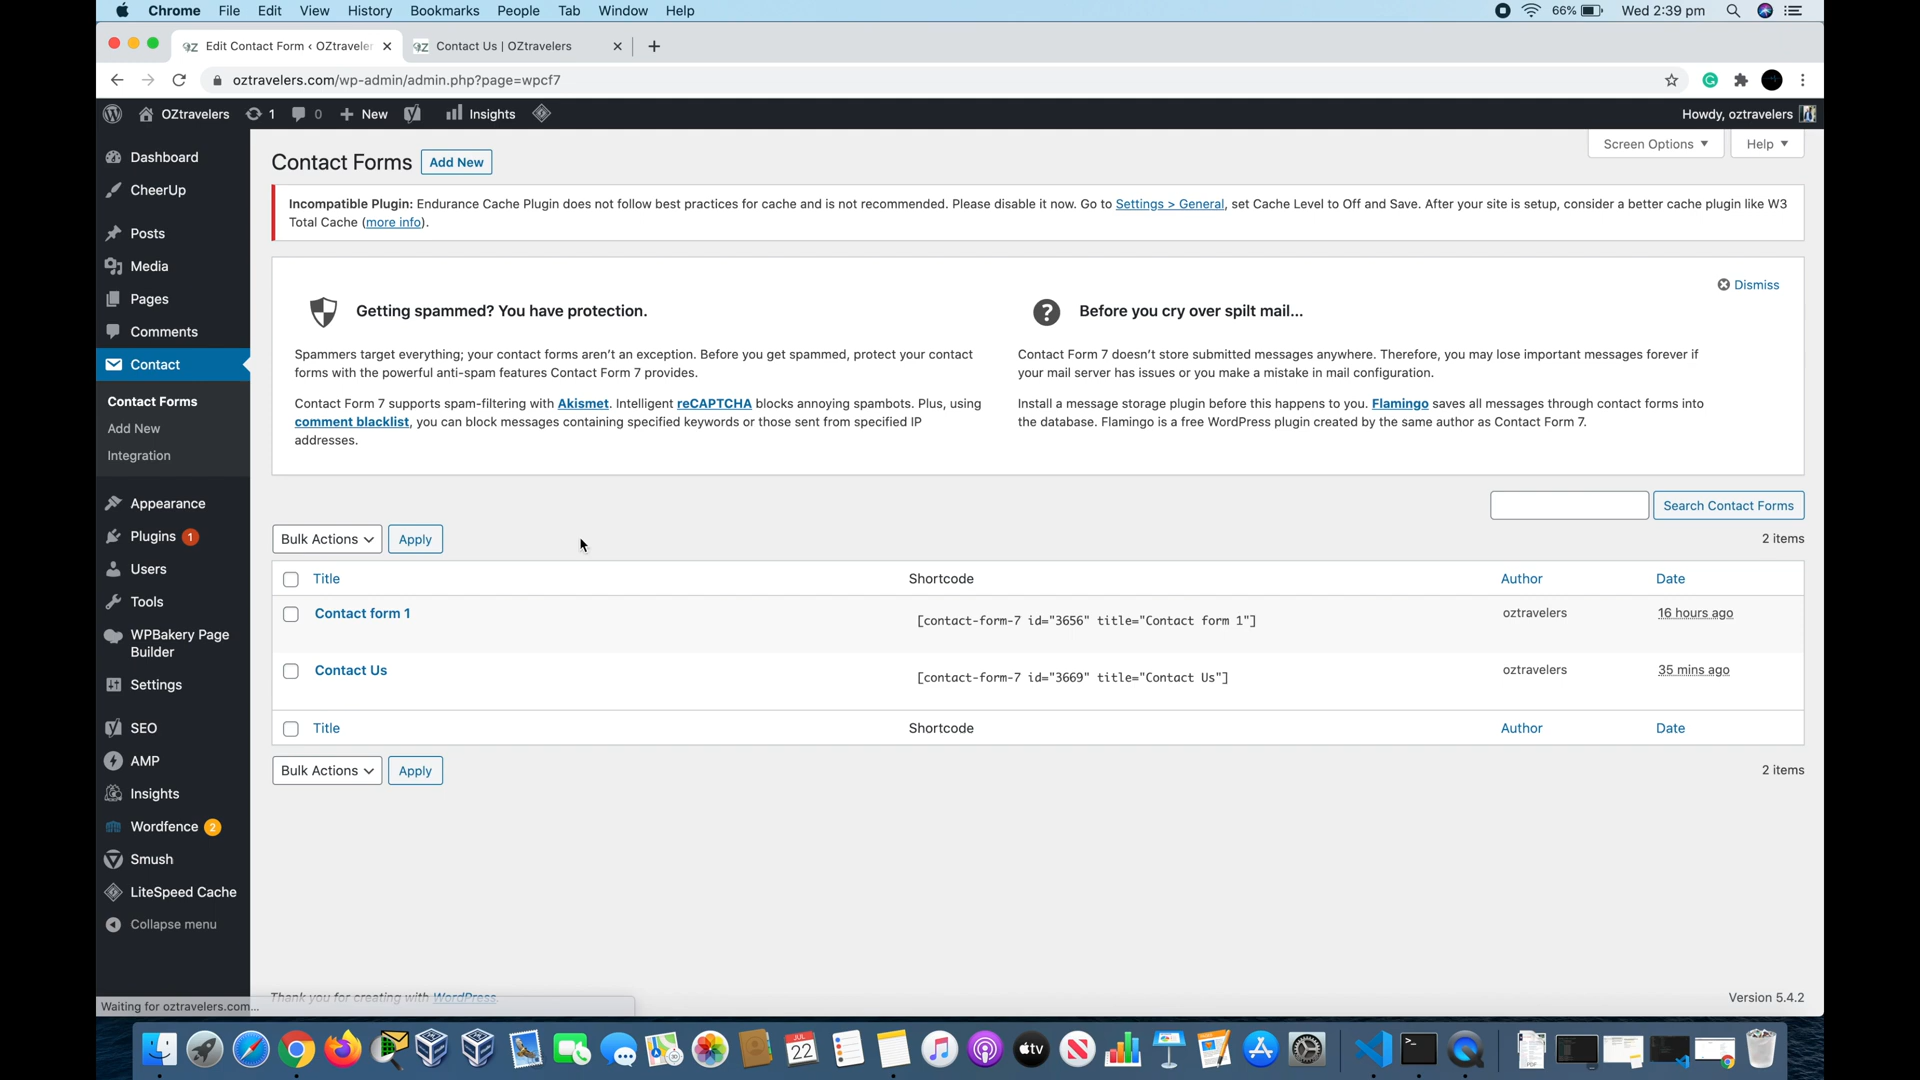 Chrome File Edit View History Bookmarks People Tab Window Help 66% Wed 2:39 pm
Edit Contact Form ‹ OZtraveler
Contact Us | OZtravelers
oztravelers.com/wp-admin/admin.php?page=wpcf7
OZtravelers 1 0 + New Insights Howdy, oztravelers
Dashboard
CheerUp
Posts
Media
Pages
Comments
Contact
Contact Forms
Add New
Integration
Appearance
Plugins 1
Users
Tools
WPBakery Page
Builder
Settings
SEO
AMP
Insights
Wordfence 2
Smush
LiteSpeed Cache
Collapse menu
Screen Options Help
Contact Forms Add New
Incompatible Plugin: Endurance Cache Plugin does not follow best practices for cache and is not recommended. Please disable it now. Go to Settings > General, set Cache Level to Off and Save. After your site is setup, consider a better cache plugin like W3
Total Cache (more info).
Dismiss
Getting spammed? You have protection.
Spammers target everything; your contact forms aren’t an exception. Before you get spammed, protect your contact
forms with the powerful anti-spam features Contact Form 7 provides.
Contact Form 7 supports spam-filtering with Akismet. Intelligent reCAPTCHA blocks annoying spambots. Plus, using
comment blacklist, you can block messages containing specified keywords or those sent from specified IP
addresses.
Before you cry over spilt mail…
Contact Form 7 doesn’t store submitted messages anywhere. Therefore, you may lose important messages forever if
your mail server has issues or you make a mistake in mail configuration.
Install a message storage plugin before this happens to you. Flamingo saves all messages through contact forms into
the database. Flamingo is a free WordPress plugin created by the same author as Contact Form 7.
Search Contact Forms
Bulk Actions Apply 2 items
Title Shortcode Author Date
Contact form 1 [contact-form-7 id="3656" title="Contact form 1"] oztravelers 16 hours ago
Contact Us [contact-form-7 id="3669" title="Contact Us"] oztravelers 35 mins ago
Title Shortcode Author Date
Bulk Actions Apply 2 items
Thank you for creating with WordPress.
Version 5.4.2
Waiting for oztravelers.com...
JUL
22
tv